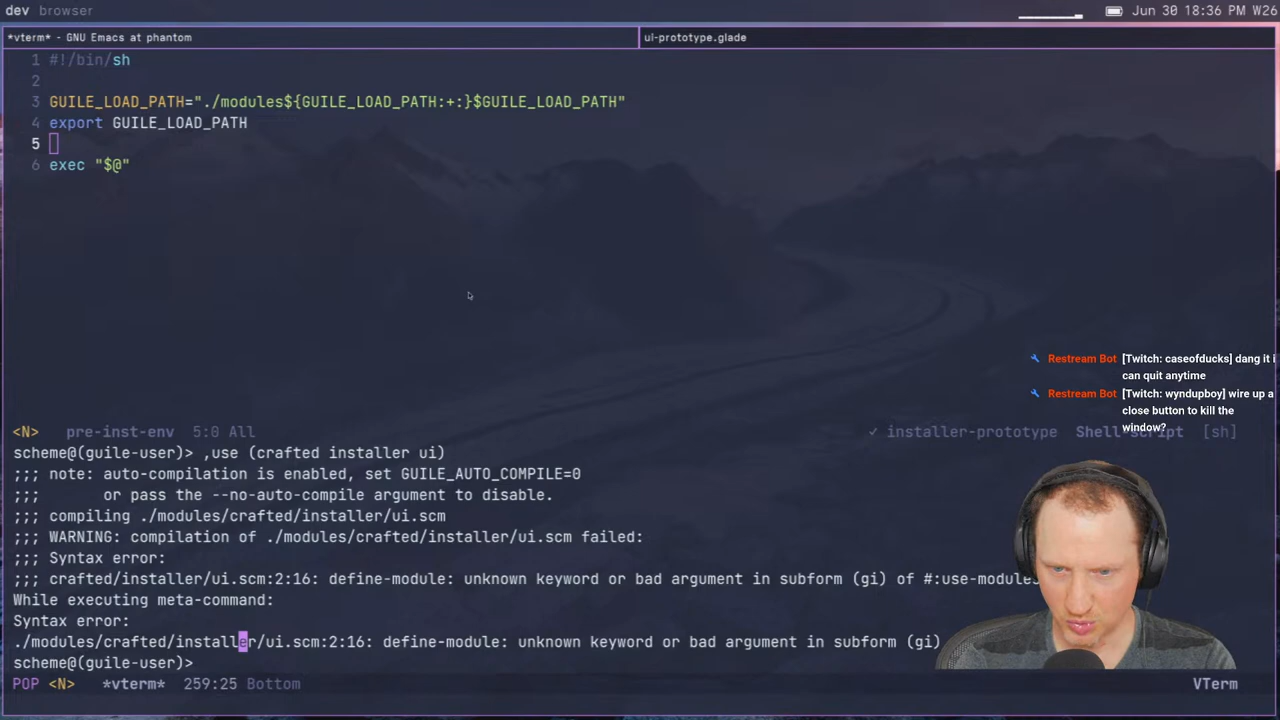 dev browser
Jun 30 18:36 PM W26
*vterm* - GNU Emacs at phantom
ui-prototype.glade
1 #!/bin/sh
2
3 GUILE_LOAD_PATH="./modules${GUILE_LOAD_PATH:+:}$GUILE_LOAD_PATH"
4 export GUILE_LOAD_PATH
5
6 exec "$@"
Restream Bot [Twitch: caseofducks] dang it i
can quit anytime
Restream Bot [Twitch: wyndupboy] wire up a
close button to kill the
window?
<N> pre-inst-env 5:0 All ✓ installer-prototype Shell-script [sh]
scheme@(guile-user)> ,use (crafted installer ui)
;;; note: auto-compilation is enabled, set GUILE_AUTO_COMPILE=0
;;; or pass the --no-auto-compile argument to disable.
;;; compiling ./modules/crafted/installer/ui.scm
;;; WARNING: compilation of ./modules/crafted/installer/ui.scm failed:
;;; Syntax error:
;;; crafted/installer/ui.scm:2:16: define-module: unknown keyword or bad argument in subform (gi) of #:use-modules
While executing meta-command:
Syntax error:
./modules/crafted/installer/ui.scm:2:16: define-module: unknown keyword or bad argument in subform (gi)
scheme@(guile-user)>
POP <N> *vterm* 259:25 Bottom VTerm